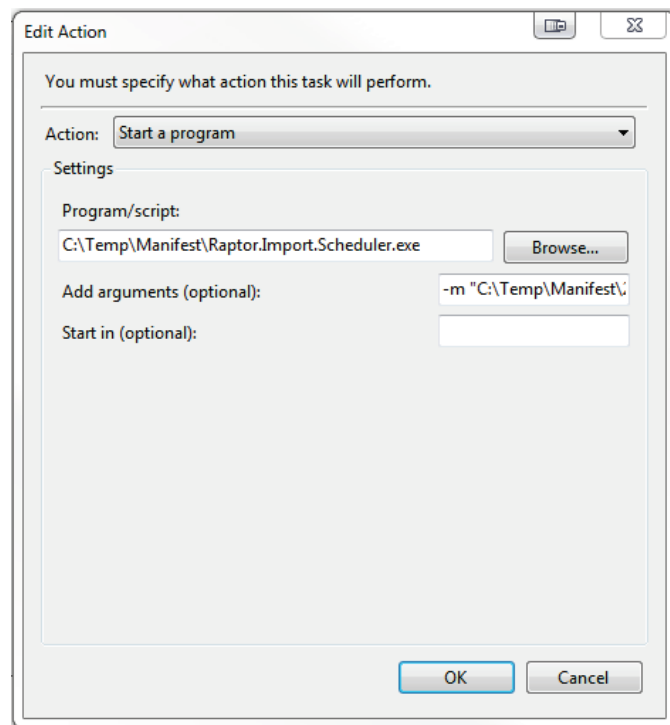 Edit Action
You must specify what action this task will perform.
Action: Start a program
Settings
Program/script:
C:\Temp\Manifest\Raptor.Import.Scheduler.exe Browse...
Add arguments (optional): -m "C:\Temp\Manifest\
Start in (optional):
OK Cancel